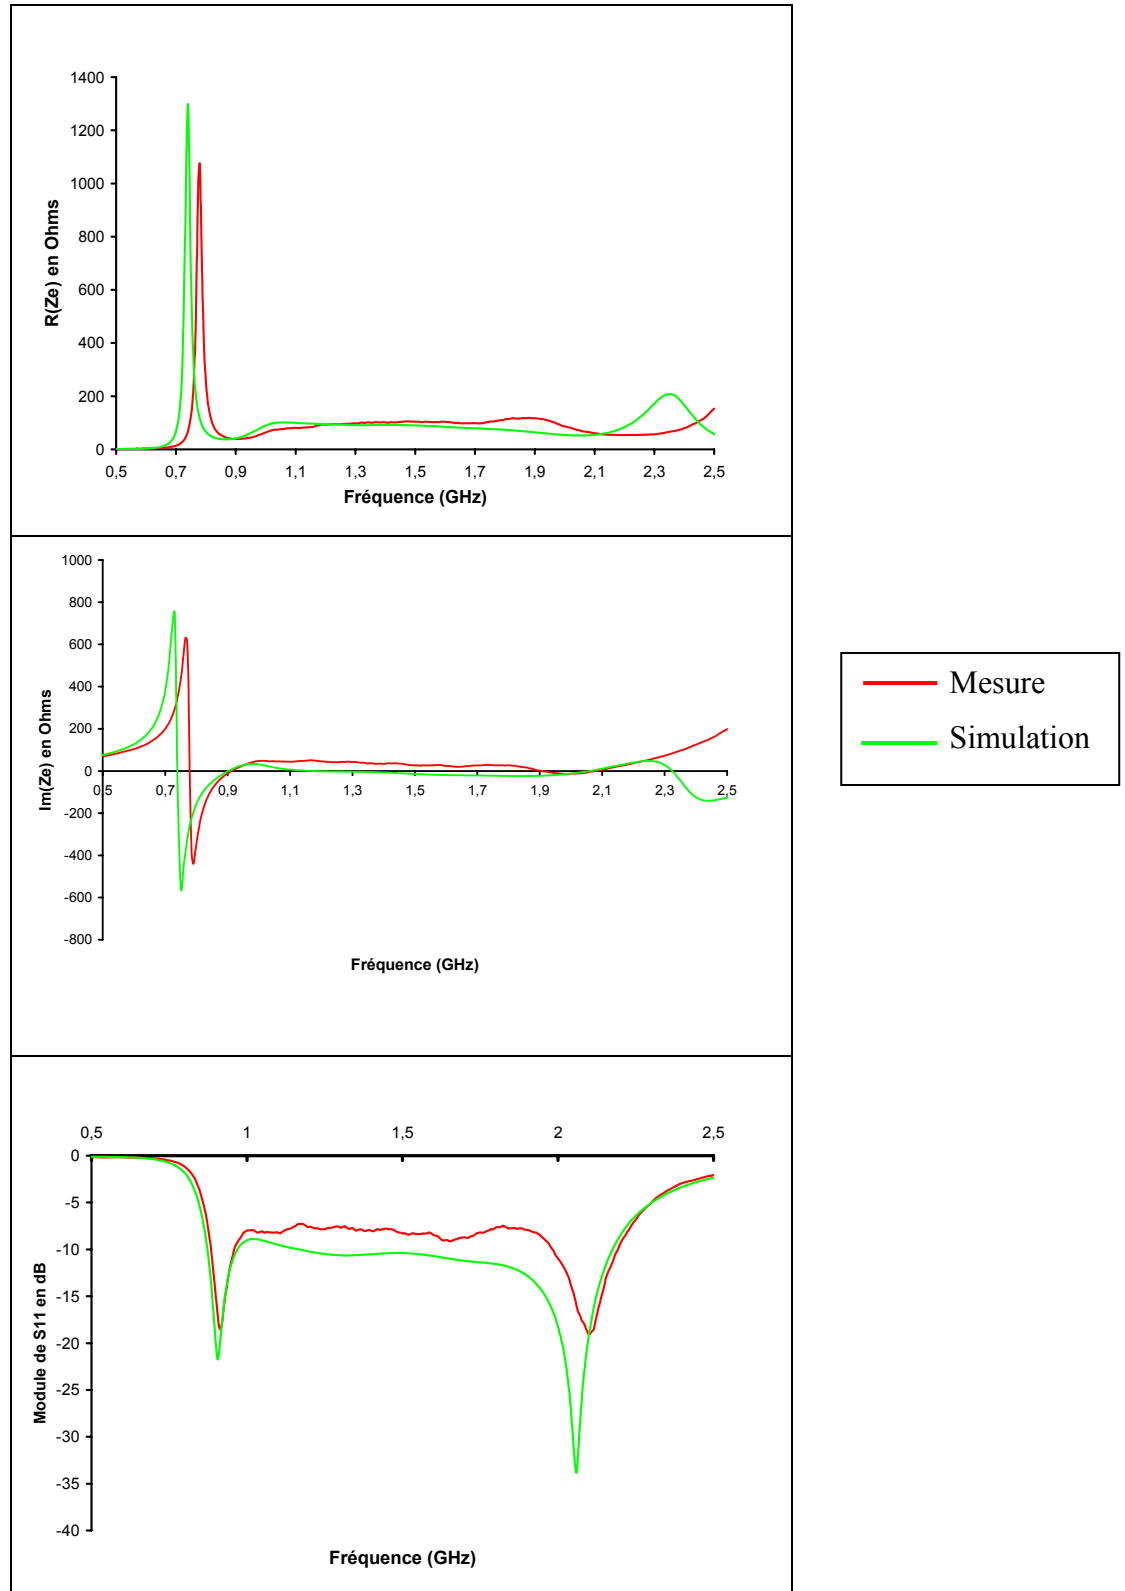 1400
1200
1000
800
600
400
200
0
R(Ze) en Ohms
0,5 0,7 0,9 1,1 1,3 1,5 1,7 1,9 2,1 2,3 2,5
Fréquence (GHz)
1000
800
600
400
200
0
-200
-400
-600
-800
Im(Ze) en Ohms
0,5 0,7 0,9 1,1 1,3 1,5 1,7 1,9 2,1 2,3 2,5
Fréquence (GHz)
Mesure
Simulation
0,5 1 1,5 2 2,5
0
-5
-10
-15
-20
-25
-30
-35
-40
Module de S11 en dB
Fréquence (GHz)